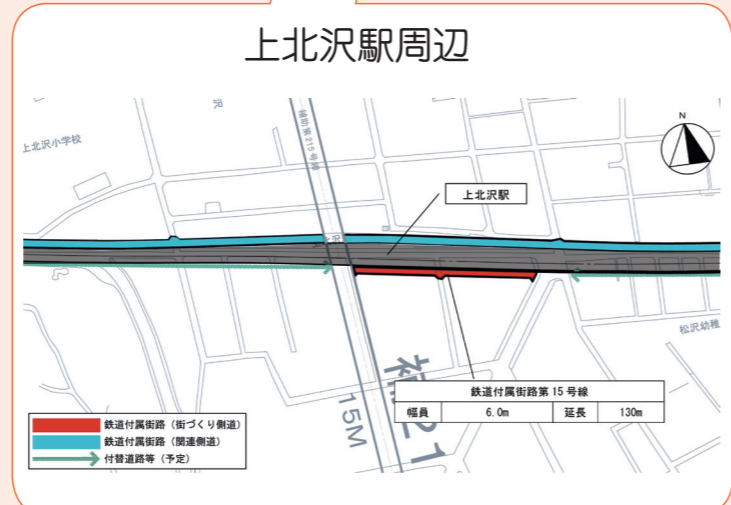 上北沢駅周辺
上北沢小学校
補助第215号線
N
上北沢駅
松沢幼稚
補21
15M
鉄道付属街路第15号線
幅員 6.0m 延長 130m
鉄道付属街路（街づくり側道）
鉄道付属街路（関連側道）
付替道路等（予定）